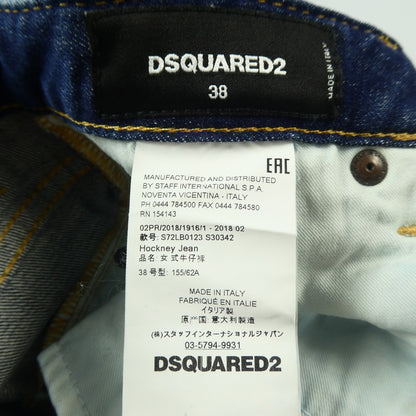 DSQUARED2
38
MADE IN ITALY
EAC
MANUFACTURED AND DISTRIBUTED
BY STAFF INTERNATIONAL S.P.A.
NOVENTA VICENTINA - ITALY
PH 0444 784500 FAX 0444 784580
RN 154143
02PR/2018/1916/1 - 2018 02
款号: S72LB0123 S30342
Hockney Jean
品名: 女式牛仔裤
38 号型: 155/62A
MADE IN ITALY
FABRIQUÉ EN ITALIE
イタリア製
原产国 意大利制造
(株)スタッフインターナショナルジャパン
03-5794-9931
DSQUARED2